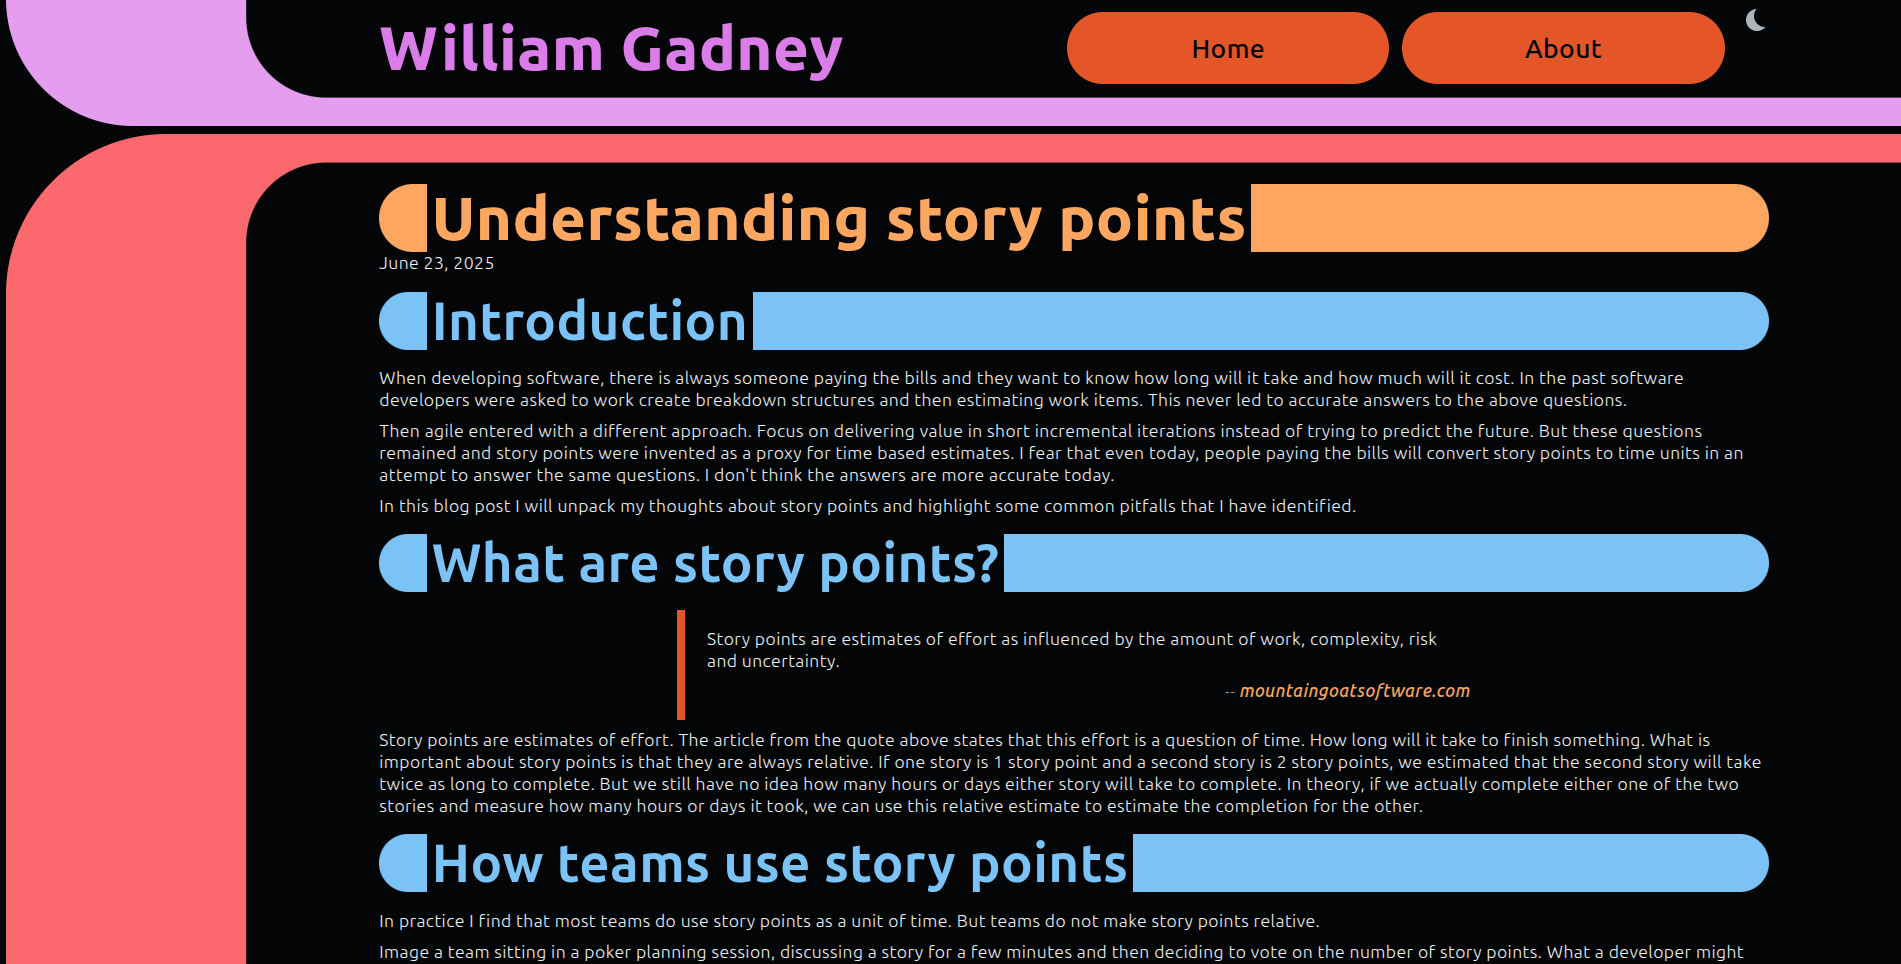 William Gadney
Home
About
Understanding story points
June 23, 2025
Introduction
When developing software, there is always someone paying the bills and they want to know how long will it take and how much will it cost. In the past software
developers were asked to work create breakdown structures and then estimating work items. This never led to accurate answers to the above questions.
Then agile entered with a different approach. Focus on delivering value in short incremental iterations instead of trying to predict the future. But these questions
remained and story points were invented as a proxy for time based estimates. I fear that even today, people paying the bills will convert story points to time units in an
attempt to answer the same questions. I don't think the answers are more accurate today.
In this blog post I will unpack my thoughts about story points and highlight some common pitfalls that I have identified.
What are story points?
Story points are estimates of effort as influenced by the amount of work, complexity, risk
and uncertainty.
-- mountaingoatsoftware.com
Story points are estimates of effort. The article from the quote above states that this effort is a question of time. How long will it take to finish something. What is
important about story points is that they are always relative. If one story is 1 story point and a second story is 2 story points, we estimated that the second story will take
twice as long to complete. But we still have no idea how many hours or days either story will take to complete. In theory, if we actually complete either one of the two
stories and measure how many hours or days it took, we can use this relative estimate to estimate the completion for the other.
How teams use story points
In practice I find that most teams do use story points as a unit of time. But teams do not make story points relative.
Image a team sitting in a poker planning session, discussing a story for a few minutes and then deciding to vote on the number of story points. What a developer might